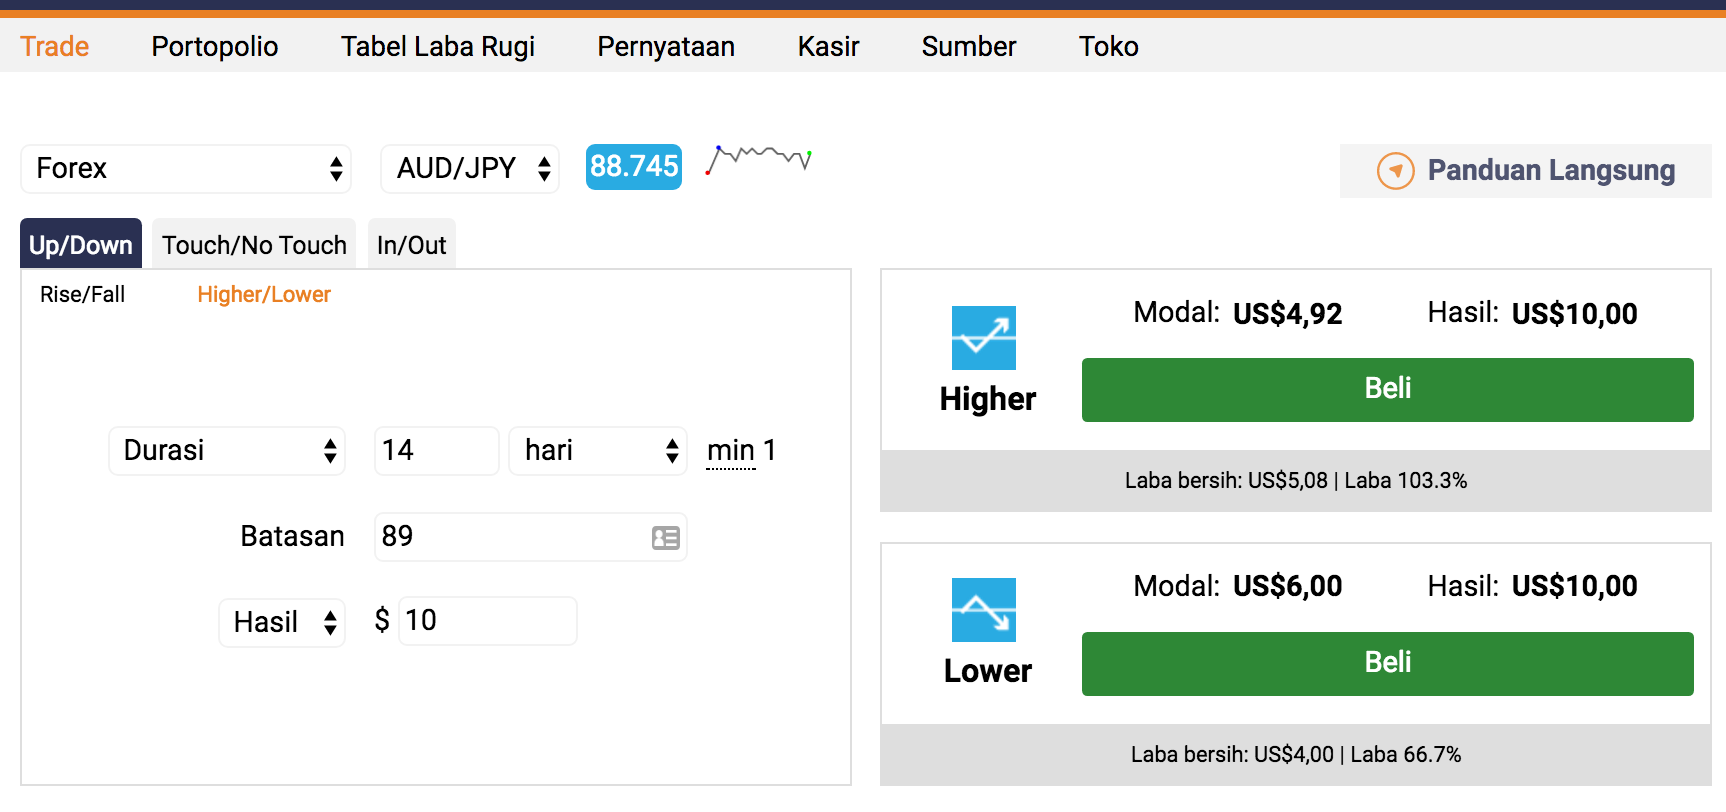 Trade Portopolio Tabel Laba Rugi Pernyataan Kasir Sumber Toko
Forex AUD/JPY 88.745 Panduan Langsung
Up/Down Touch/No Touch In/Out
Rise/Fall Higher/Lower
Durasi 14 hari min 1
Batasan 89
Hasil $ 10
Modal: US$4,92 Hasil: US$10,00
Higher Beli
Laba bersih: US$5,08 | Laba 103.3%
Modal: US$6,00 Hasil: US$10,00
Lower Beli
Laba bersih: US$4,00 | Laba 66.7%